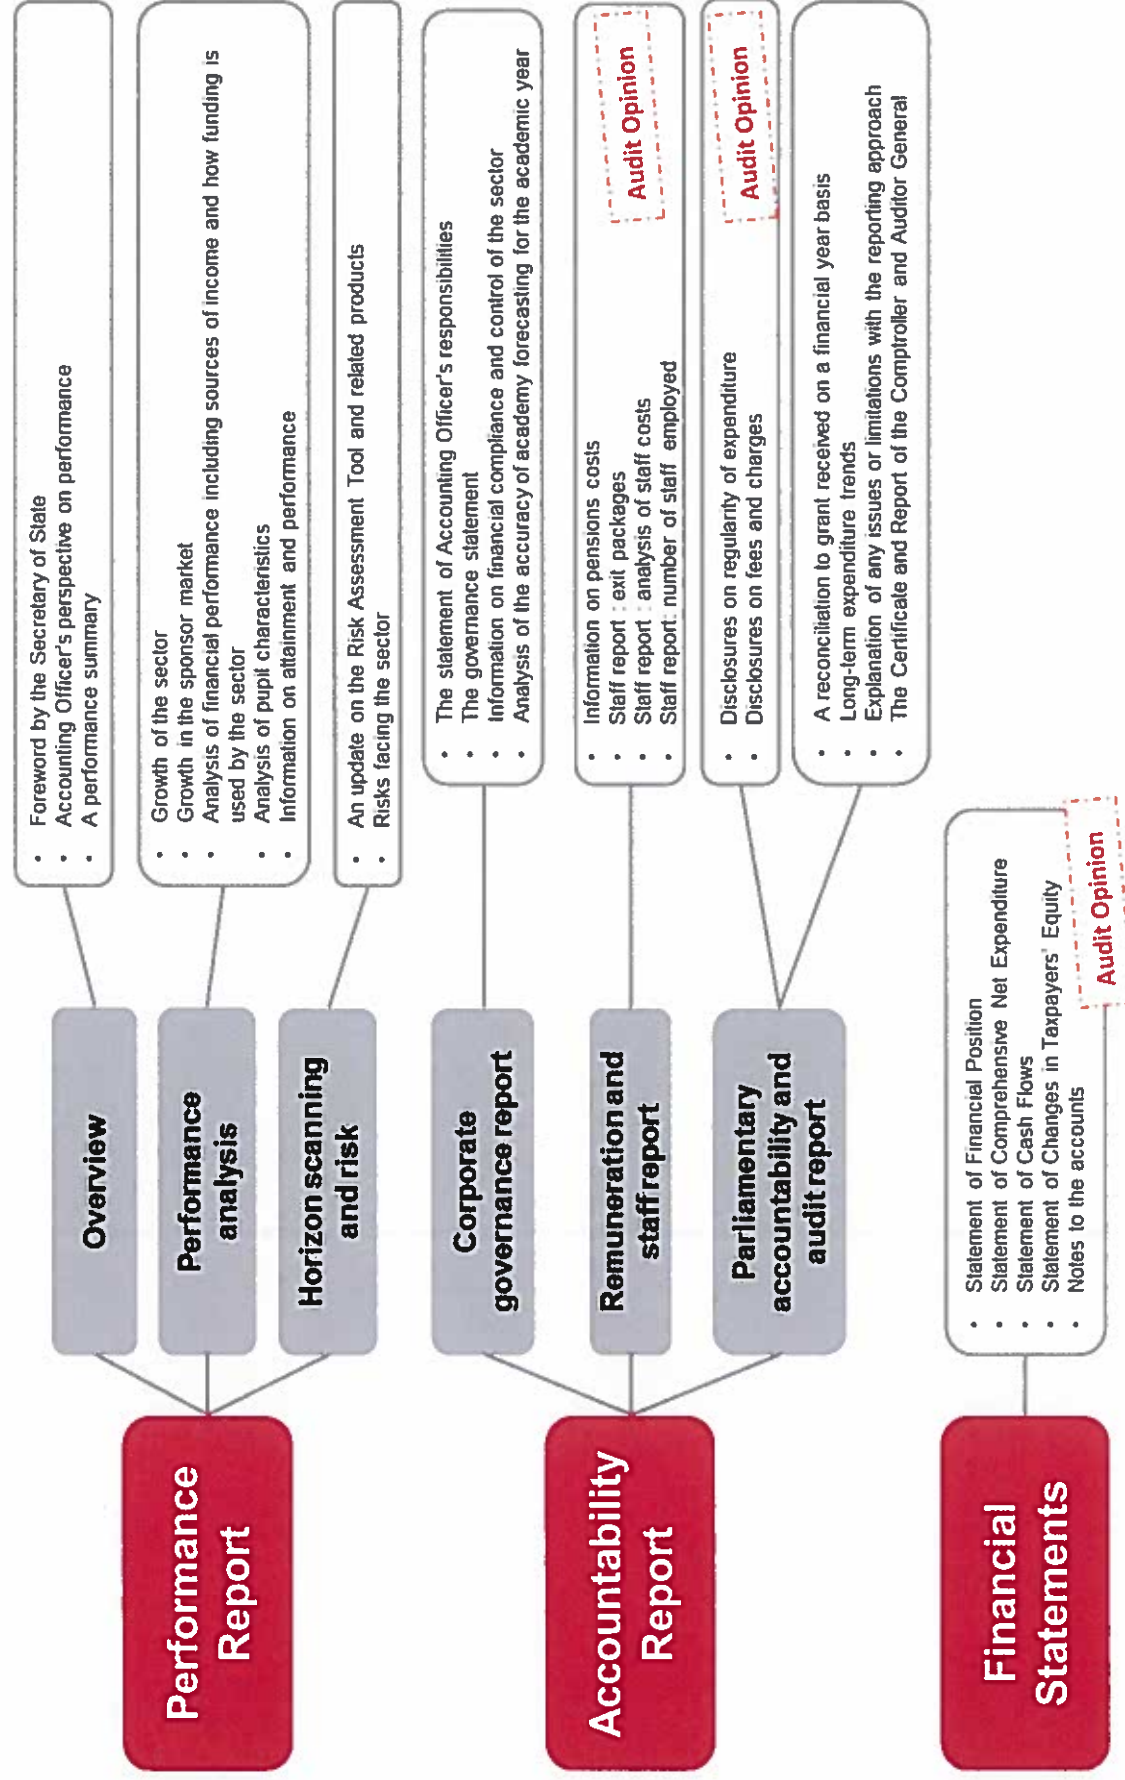 Performance
Report
Overview
• Foreword by the Secretary of State
• Accounting Officer's perspective on performance
• A performance summary
Performance
analysis
• Growth of the sector
• Growth in the sponsor market
• Analysis of financial performance including sources of income and how funding is
used by the sector
• Analysis of pupil characteristics
• Information on attainment and performance
Horizon scanning
and risk
• An update on the Risk Assessment Tool and related products
• Risks facing the sector
Accountability
Report
Corporate
governance report
• The statement of Accounting Officer's responsibilities
• The governance statement
• Information on financial compliance and control of the sector
• Analysis of the accuracy of academy forecasting for the academic year
Remuneration and
staff report
• Information on pensions costs
• Staff report : exit packages
• Staff report : analysis of staff costs
• Staff report: number of staff employed
Audit Opinion
Parliamentary
accountability and
audit report
• Disclosures on regularity of expenditure
• Disclosures on fees and charges
Audit Opinion
• A reconciliation to grant received on a financial year basis
• Long-term expenditure trends
• Explanation of any issues or limitations with the reporting approach
• The Certificate and Report of the Comptroller and Auditor General
Financial
Statements
• Statement of Financial Position
• Statement of Comprehensive Net Expenditure
• Statement of Cash Flows
• Statement of Changes in Taxpayers' Equity
• Notes to the accounts
Audit Opinion